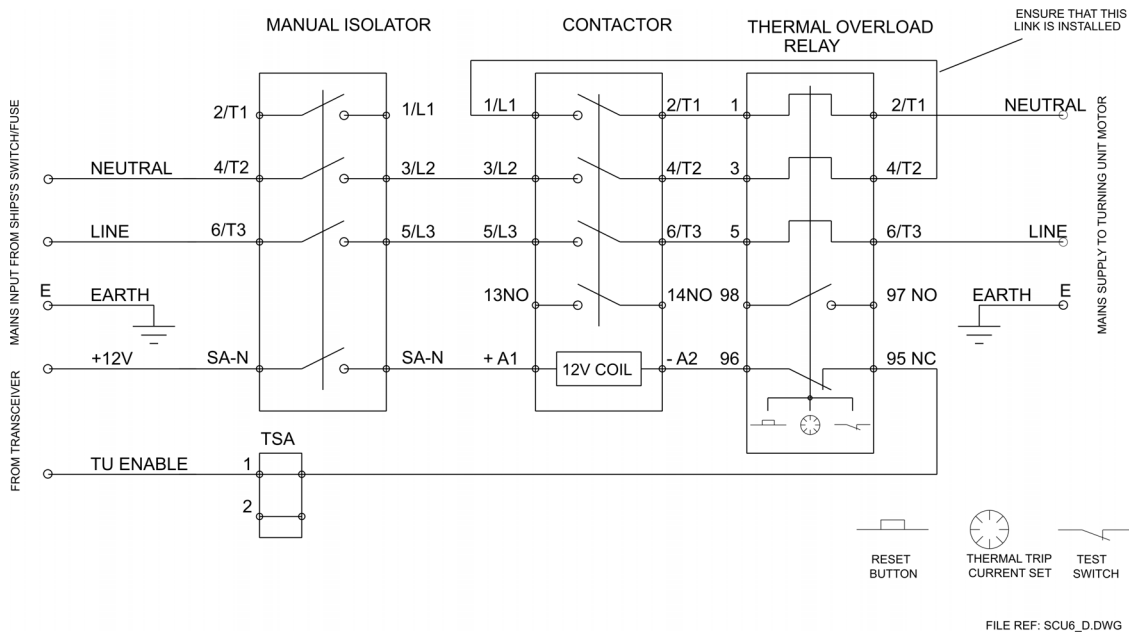 ENSURE THAT THIS
LINK IS INSTALLED
MANUAL ISOLATOR
CONTACTOR
THERMAL OVERLOAD
RELAY
MAINS INPUT FROM SHIPS'S SWITCH/FUSE
2/T1
1/L1
1/L1
2/T1
1
2/T1
NEUTRAL
NEUTRAL
4/T2
3/L2
3/L2
4/T2
3
4/T2
LINE
6/T3
5/L3
5/L3
6/T3
5
6/T3
LINE
E
EARTH
13NO
14NO
98
97 NO
EARTH
E
MAINS SUPPLY TO TURNING UNIT MOTOR
FROM TRANSCEIVER
+12V
SA-N
SA-N
+ A1
12V COIL
- A2
96
95 NC
TSA
TU ENABLE
1
2
RESET
BUTTON
THERMAL TRIP
CURRENT SET
TEST
SWITCH
FILE REF: SCU6_D.DWG